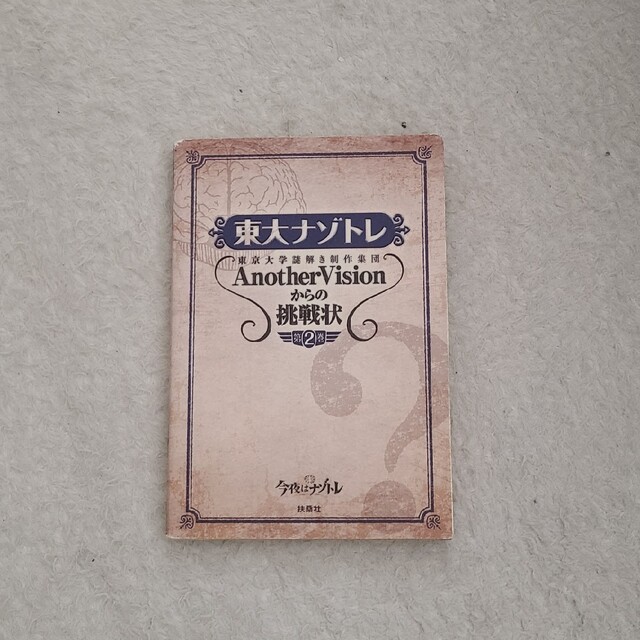 東大ナゾトレ
東京大学謎解き制作集団
AnotherVision
からの
挑戦状
第2巻
今夜はナゾトレ
扶桑社